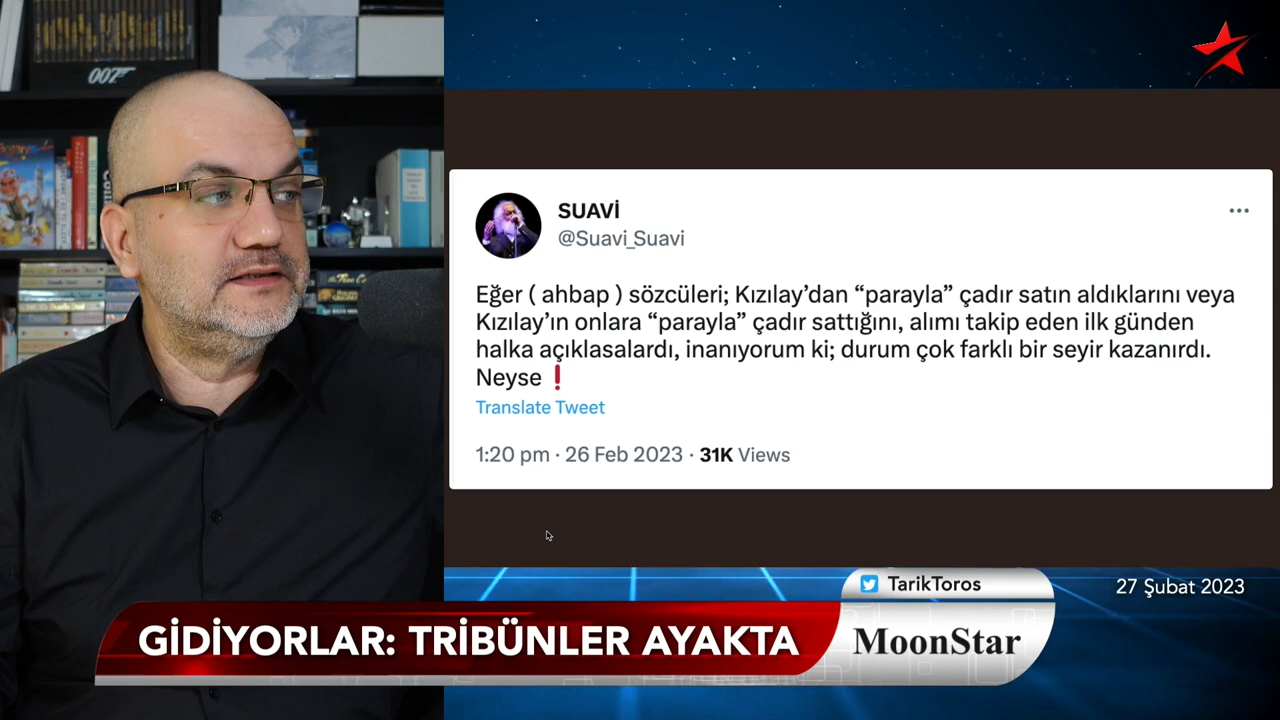 007
SUAVİ
@Suavi_Suavi
Eğer ( ahbap ) sözcüleri; Kızılay’dan “parayla” çadır satın aldıklarını veya
Kızılay’ın onlara “parayla” çadır sattığını, alımı takip eden ilk günden
halka açıklasalardı, inanıyorum ki; durum çok farklı bir seyir kazanırdı.
Neyse ❗
Translate Tweet
1:20 pm · 26 Feb 2023 · 31K Views
TarikToros
27 Şubat 2023
GİDİYORLAR: TRİBÜNLER AYAKTA
MoonStar